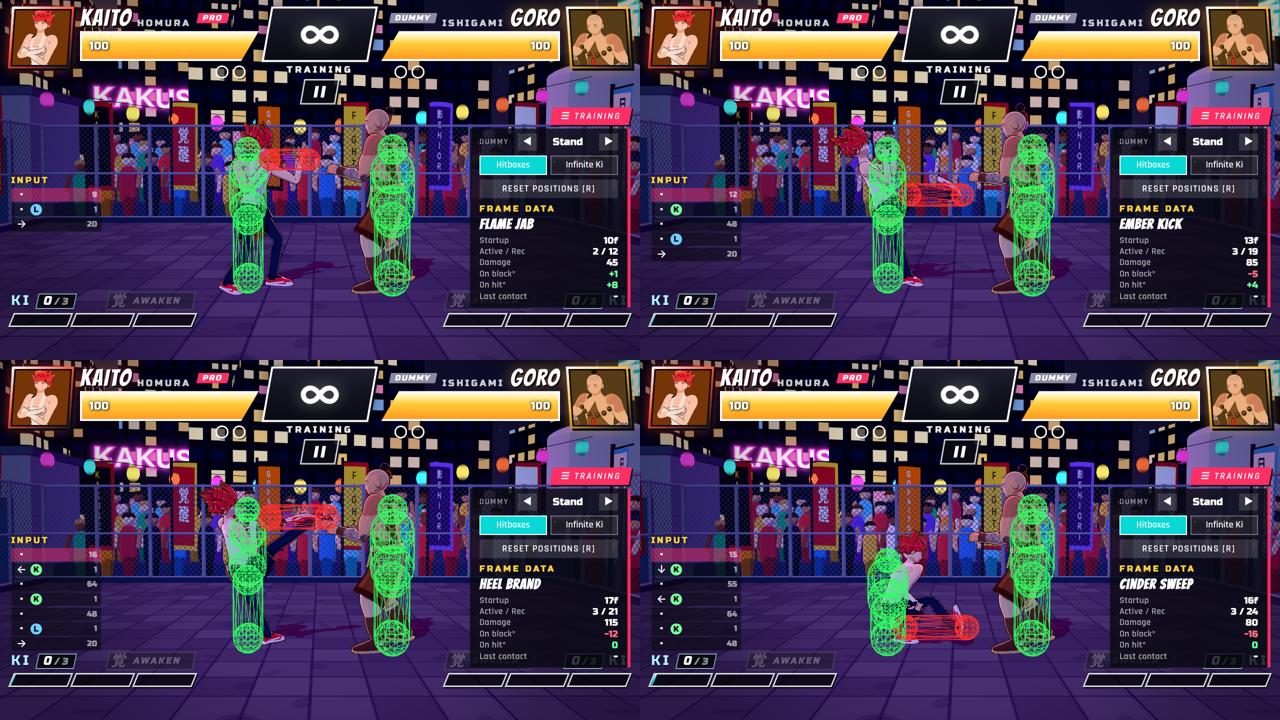 KAITO HOMURA PRO
DUMMY ISHIGAMI GORO
100
∞
100
TRAINING
KAKUS
☰ TRAINING
DUMMY ◀ Stand ▶
Hitboxes Infinite Ki
RESET POSITIONS [R]
INPUT
· 9
· L 1
→ 20
FRAME DATA
FLAME JAB
Startup 10f
Active / Rec 2 / 12
Damage 45
On block* +1
On hit* +8
Last contact -
KI 0/3 覚 AWAKEN
KAITO HOMURA PRO
DUMMY ISHIGAMI GORO
100
∞
100
TRAINING
KAKUS
☰ TRAINING
DUMMY ◀ Stand ▶
Hitboxes Infinite Ki
RESET POSITIONS [R]
INPUT
· 12
· K 1
· 48
· L 1
→ 20
FRAME DATA
EMBER KICK
Startup 13f
Active / Rec 3 / 19
Damage 85
On block* -5
On hit* +4
Last contact -
KI 0/3 覚 AWAKEN
0/3 KI
KAITO HOMURA PRO
DUMMY ISHIGAMI GORO
100
∞
100
TRAINING
KAKUS
☰ TRAINING
DUMMY ◀ Stand ▶
Hitboxes Infinite Ki
RESET POSITIONS [R]
INPUT
· 16
← K 1
· 64
· K 1
· 48
· L 1
→ 20
FRAME DATA
HEEL BRAND
Startup 17f
Active / Rec 3 / 21
Damage 115
On block* -12
On hit* 0
Last contact -
KI 0/3 覚 AWAKEN
KAITO HOMURA PRO
DUMMY ISHIGAMI GORO
100
∞
100
TRAINING
KAKUS
☰ TRAINING
DUMMY ◀ Stand ▶
Hitboxes Infinite Ki
RESET POSITIONS [R]
INPUT
· 15
↓ K 1
· 55
← K 1
· 64
· K 1
· 48
FRAME DATA
CINDER SWEEP
Startup 16f
Active / Rec 3 / 24
Damage 80
On block* -16
On hit* 0
Last contact -
KI 0/3 覚 AWAKEN
0/3 KI